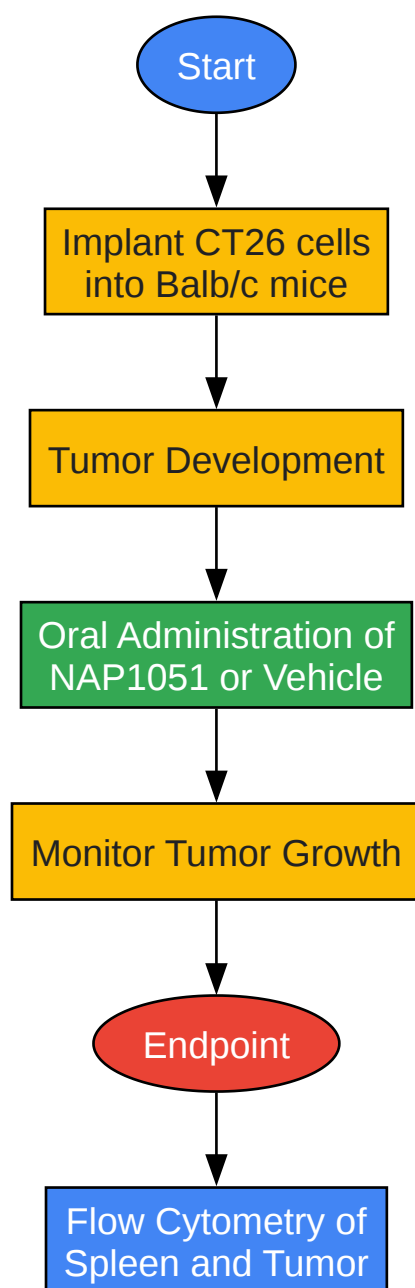 Start
Implant CT26 cells
into Balb/c mice
Tumor Development
Oral Administration of
NAP1051 or Vehicle
Monitor Tumor Growth
Endpoint
Flow Cytometry of
Spleen and Tumor